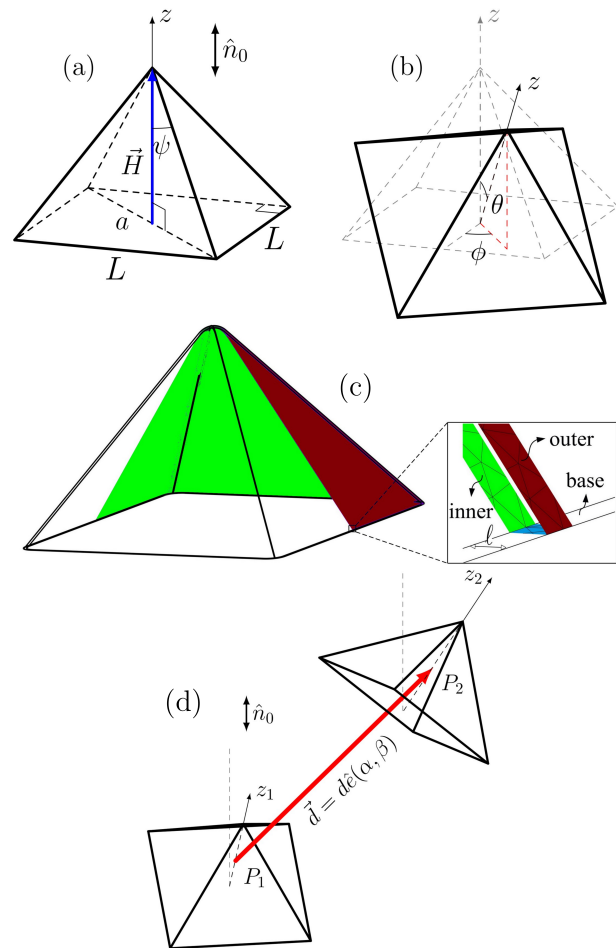 z
n̂₀
(a)
ψ
H⃗
a
L
L
(b)
z
θ
ϕ
(c)
outer
base
inner
ℓ
z₂
P₂
(d)
n̂₀
d⃗ = dê(α, β)
z₁
P₁